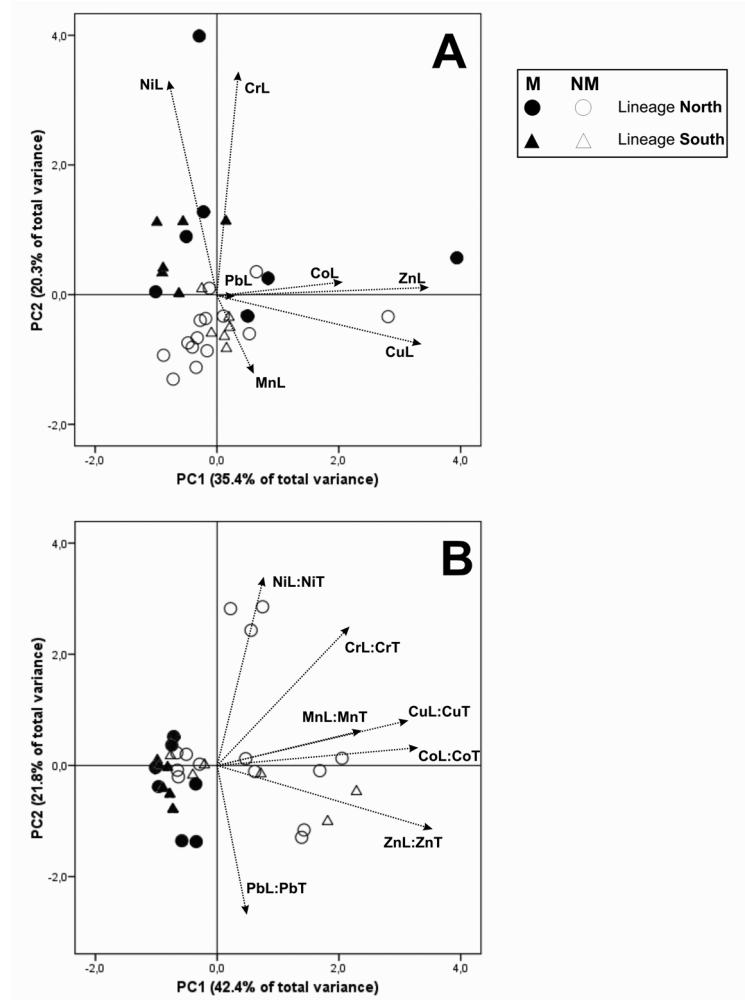 A
M NM
Lineage North
Lineage South
4,0
2,0
0,0
-2,0
PC2 (20.3% of total variance)
NiL
CrL
PbL
CoL
ZnL
CuL
MnL
-2,0 0,0 2,0 4,0
PC1 (35.4% of total variance)
B
4,0
2,0
0,0
-2,0
PC2 (21.8% of total variance)
NiL:NiT
CrL:CrT
MnL:MnT
CuL:CuT
CoL:CoT
ZnL:ZnT
PbL:PbT
-2,0 0,0 2,0 4,0
PC1 (42.4% of total variance)